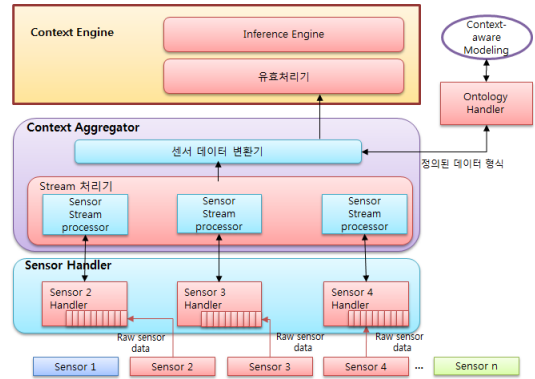 Context Engine
Inference Engine
유효처리기
Context-
aware
Modeling
Ontology
Handler
Context Aggregator
센서 데이터 변환기
정의된 데이터 형식
Stream 처리기
Sensor
Stream
processor
Sensor
Stream
processor
Sensor
Stream
processor
Sensor Handler
Sensor 2
Handler
Sensor 3
Handler
Sensor 4
Handler
Raw sensor
data
Raw sensor
data
Raw sensor
data
Sensor 1
Sensor 2
Sensor 3
Sensor 4
...
Sensor n